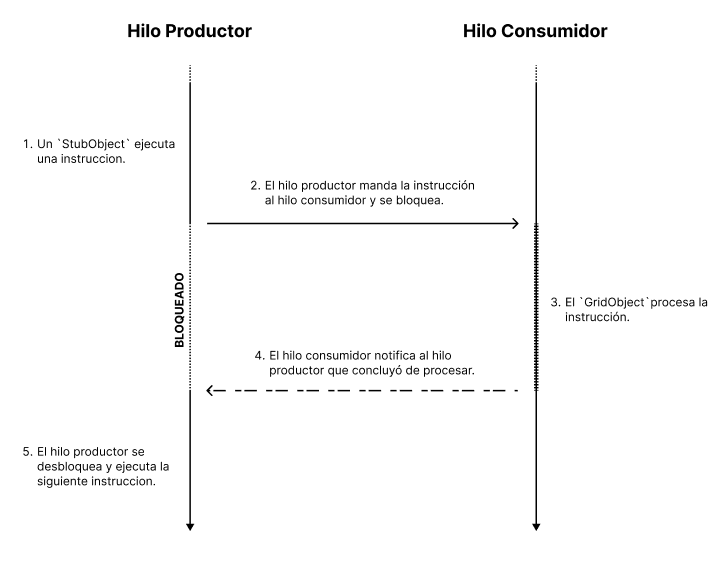 Hilo Productor
Hilo Consumidor
1. Un `StubObject` ejecuta
una instruccion.
2. El hilo productor manda la instrucción
al hilo consumidor y se bloquea.
BLOQUEADO
3. El `GridObject`procesa la
instrucción.
4. El hilo consumidor notifica al hilo
productor que concluyó de procesar.
5. El hilo productor se
desbloquea y ejecuta la
siguiente instruccion.